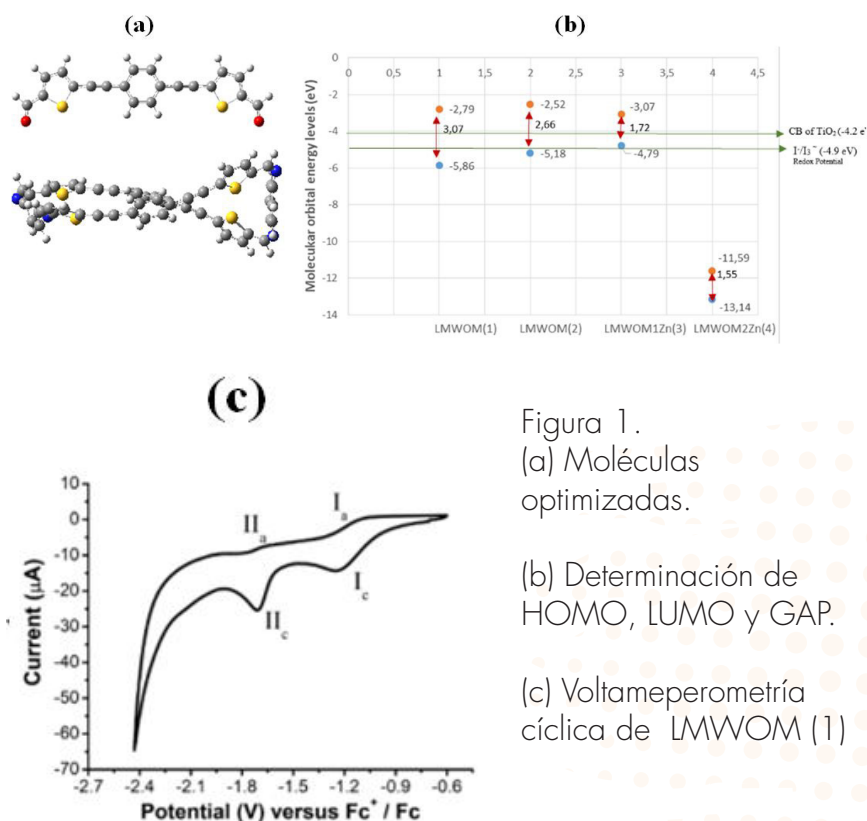 (a)
(b)
Molecukar orbital energy levels (eV)
0
-2
-4
-6
-8
-10
-12
-14
0 0,5 1 1,5 2 2,5 3 3,5 4 4,5
-2,79
3,07
-5,86
-2,52
2,66
-5,18
-3,07
1,72
-4,79
-11,59
1,55
-13,14
LMWOM(1) LMWOM(2) LMWOM1Zn(3) LMWOM2Zn(4)
CB of TiO₂ (-4.2 e
I⁻/I₃⁻ (-4.9 eV)
Redox Potential
(c)
Current (μA)
10
0
-10
-20
-30
-40
-50
-60
-70
IIₐ
Iₐ
II꜀
I꜀
-2.7 -2.4 -2.1 -1.8 -1.5 -1.2 -0.9 -0.6
Potential (V) versus Fc⁺ / Fc
Figura 1.
(a) Moléculas
optimizadas.
(b) Determinación de
HOMO, LUMO y GAP.
(c) Voltameperometría
cíclica de LMWOM (1)